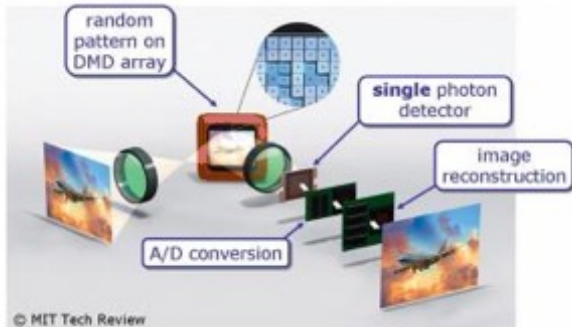 random
pattern on
DMD array
single photon
detector
image
reconstruction
A/D conversion
© MIT Tech Review